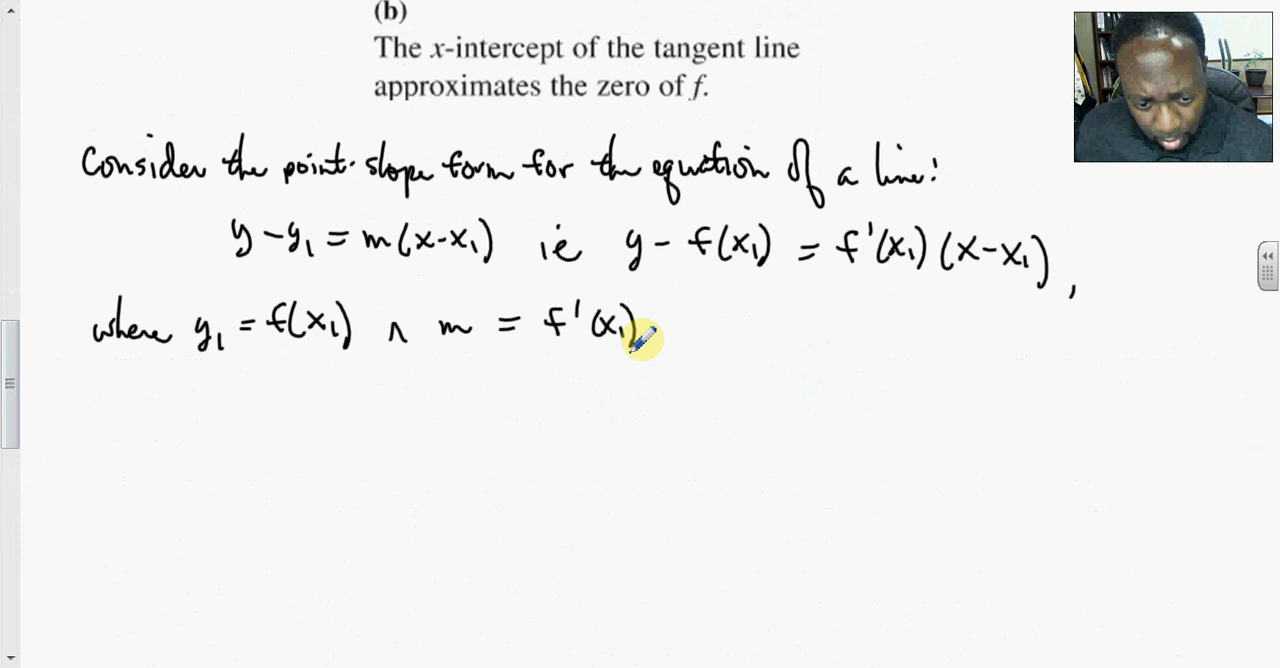 (b)
The x-intercept of the tangent line
approximates the zero of f.
Consider the point-slope form for the equation of a line:
y - y₁ = m(x - x₁) ie y - f(x₁) = f'(x₁)(x - x₁),
where y₁ = f(x₁) ∧ m = f'(x₁)